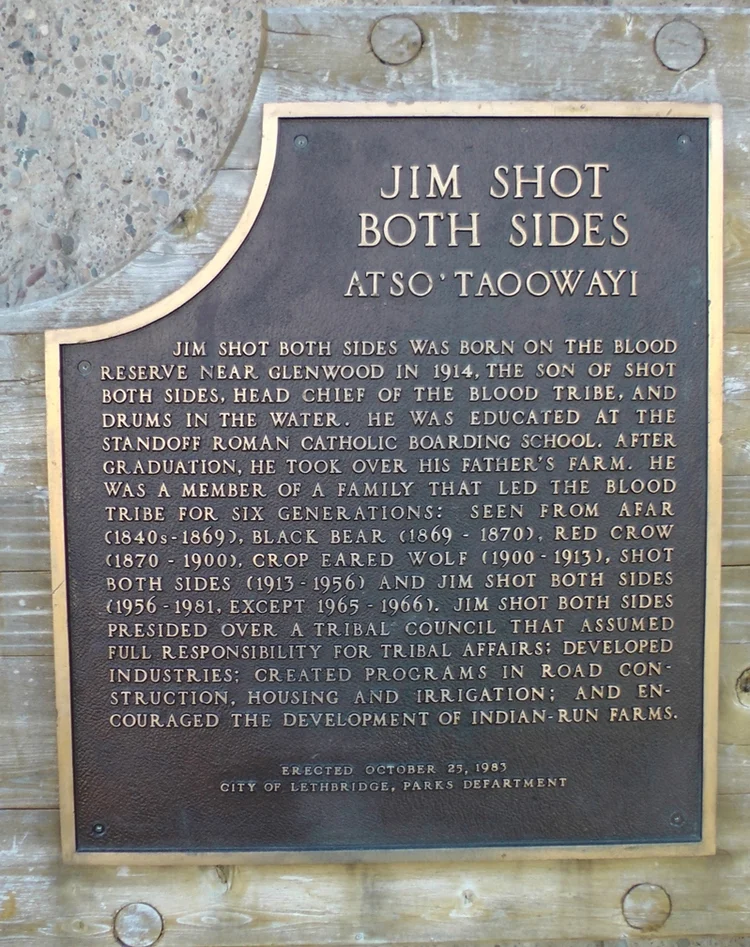 JIM SHOT
BOTH SIDES
ATSO'TAOOWAYI
JIM SHOT BOTH SIDES WAS BORN ON THE BLOOD
RESERVE NEAR GLENWOOD IN 1914, THE SON OF SHOT
BOTH SIDES, HEAD CHIEF OF THE BLOOD TRIBE, AND
DRUMS IN THE WATER. HE WAS EDUCATED AT THE
STANDOFF ROMAN CATHOLIC BOARDING SCHOOL. AFTER
GRADUATION, HE TOOK OVER HIS FATHER'S FARM. HE
WAS A MEMBER OF A FAMILY THAT LED THE BLOOD
TRIBE FOR SIX GENERATIONS: SEEN FROM AFAR
(1840s-1869), BLACK BEAR (1869 - 1870), RED CROW
(1870 - 1900), CROP EARED WOLF (1900 - 1913), SHOT
BOTH SIDES (1913 - 1956) AND JIM SHOT BOTH SIDES
(1956 - 1981, EXCEPT 1965 - 1966). JIM SHOT BOTH SIDES
PRESIDED OVER A TRIBAL COUNCIL THAT ASSUMED
FULL RESPONSIBILITY FOR TRIBAL AFFAIRS; DEVELOPED
INDUSTRIES; CREATED PROGRAMS IN ROAD CON-
STRUCTION, HOUSING AND IRRIGATION; AND EN-
COURAGED THE DEVELOPMENT OF INDIAN-RUN FARMS.
ERECTED OCTOBER 25, 1983
CITY OF LETHBRIDGE, PARKS DEPARTMENT